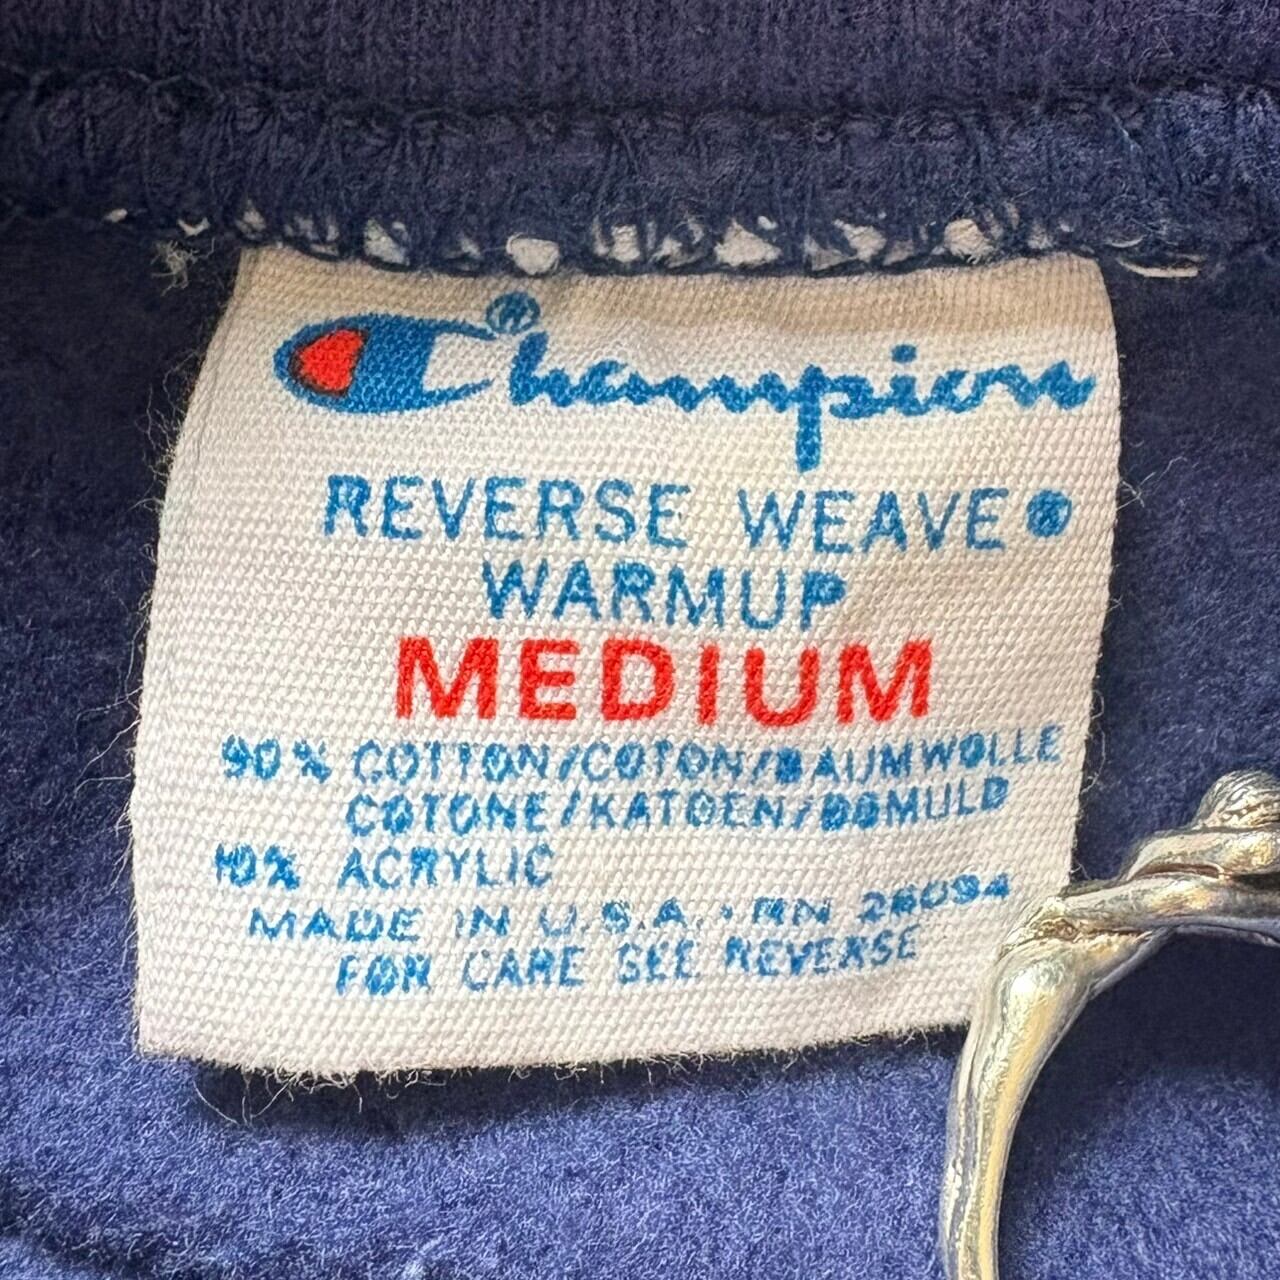 Champion®
REVERSE WEAVE®
WARMUP
MEDIUM
90% COTTON/COTON/BAUMWOLLE
COTONE/KATOEN/BOMULD
10% ACRYLIC
MADE IN U.S.A. · RN 26094
FOR CARE SEE REVERSE